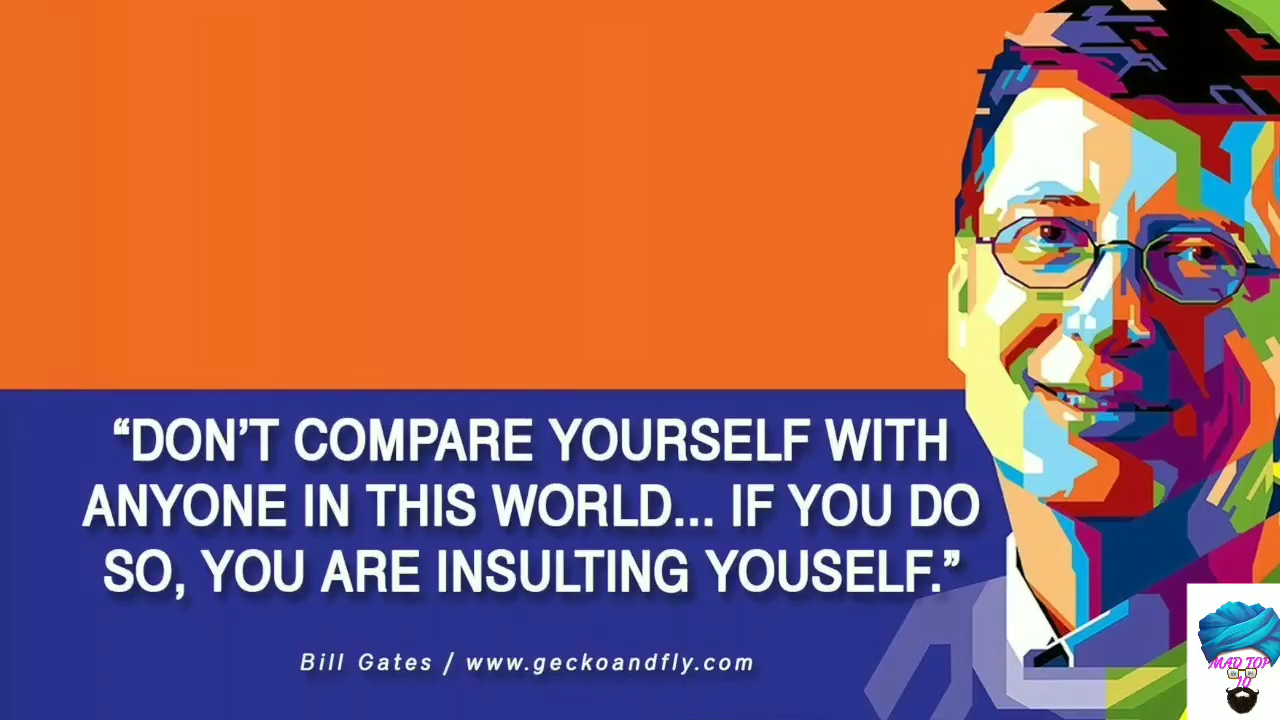 “DON’T COMPARE YOURSELF WITH
ANYONE IN THIS WORLD... IF YOU DO
SO, YOU ARE INSULTING YOUSELF.”
Bill Gates / www.geckoandfly.com
MAD TOP
10